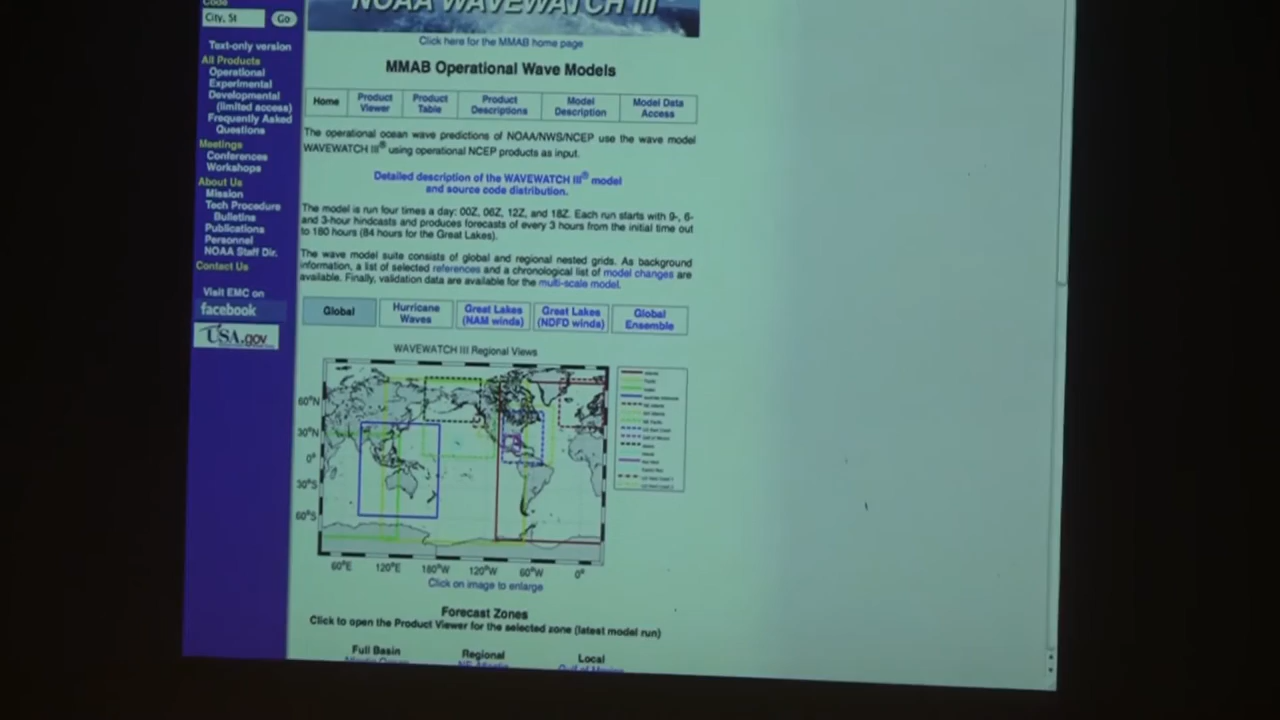 Code
City, St
Go
Text-only version
All Products
Operational
Experimental
Developmental
(limited access)
Frequently Asked
Questions
Meetings
Conferences
Workshops
About Us
Mission
Tech Procedure
Bulletins
Publications
Personnel
NOAA Staff Dir.
Contact Us
Visit EMC on
facebook
USA.gov
NOAA WAVEWATCH III
Click here for the MMAB home page
MMAB Operational Wave Models
Home
Product
Viewer
Product
Table
Product
Descriptions
Model
Description
Model Data
Access
The operational ocean wave predictions of NOAA/NWS/NCEP use the wave model
WAVEWATCH III® using operational NCEP products as input.
Detailed description of the WAVEWATCH III® model
and source code distribution.
The model is run four times a day: 00Z, 06Z, 12Z, and 18Z. Each run starts with 9-, 6-
and 3-hour hindcasts and produces forecasts of every 3 hours from the initial time out
to 180 hours (84 hours for the Great Lakes).
The wave model suite consists of global and regional nested grids. As background
information, a list of selected references and a chronological list of model changes are
available. Finally, validation data are available for the multi-scale model.
Global
Hurricane
Waves
Great Lakes
(NAM winds)
Great Lakes
(NDFD winds)
Global
Ensemble
WAVEWATCH III Regional Views
60°N
30°N
0°
30°S
60°S
60°E 120°E 180°W 120°W 60°W 0°
Click on image to enlarge
Forecast Zones
Click to open the Product Viewer for the selected zone (latest model run)
Full Basin
Regional
Local
NE Atlantic
Gulf of Mexico